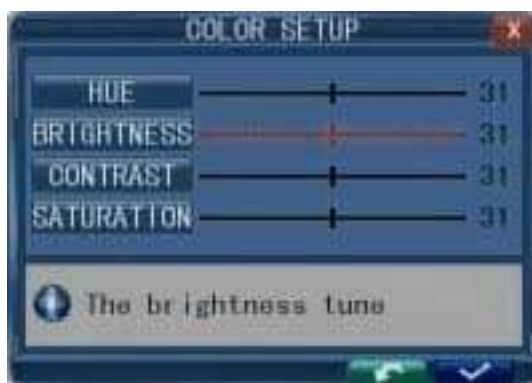 COLOR SETUP X
HUE 31
BRIGHTNESS 31
CONTRAST 31
SATURATION 31
The brightness tune